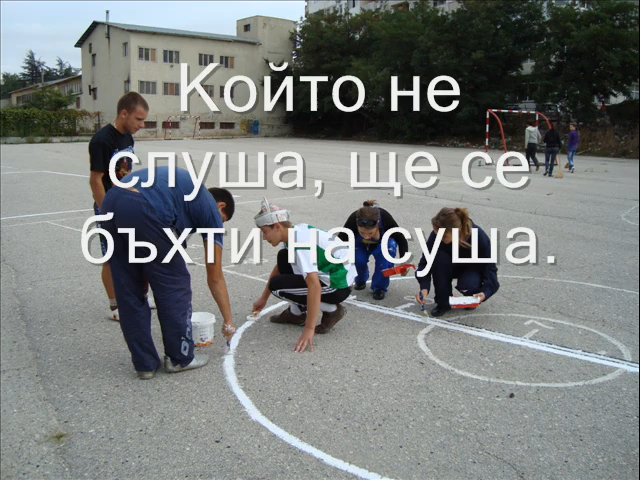 Който не
слуша, ще се
бъхти на суша.